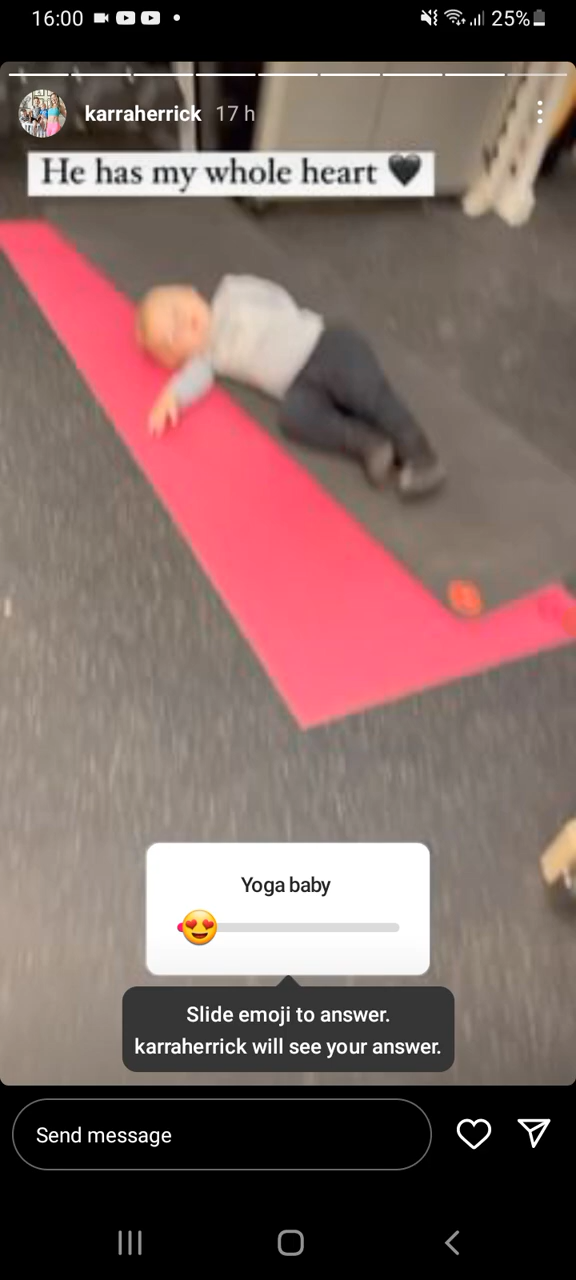 16:00 25%
karraherrick 17 h
He has my whole heart 🖤
Yoga baby
Slide emoji to answer.
karraherrick will see your answer.
Send message